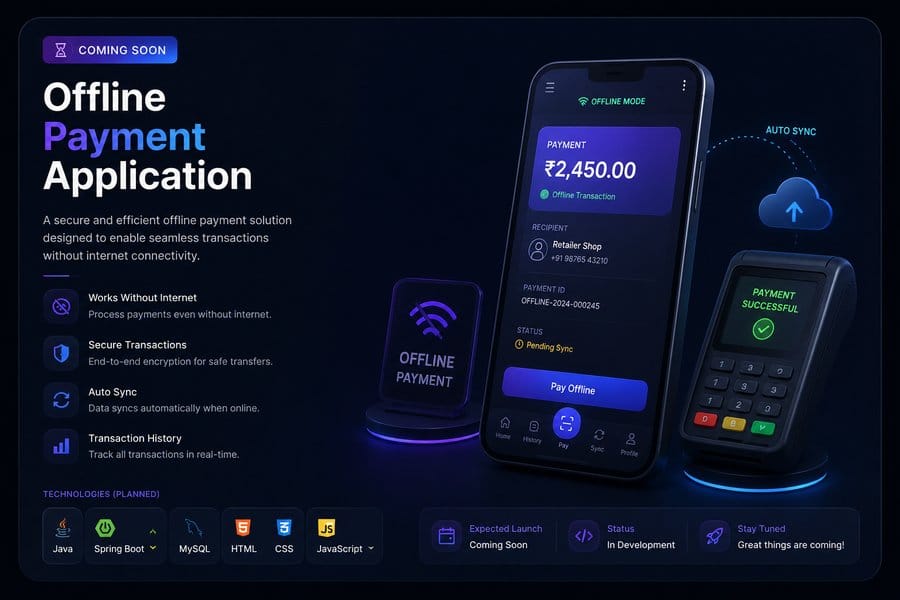 COMING SOON
Offline
Payment
Application
A secure and efficient offline payment solution
designed to enable seamless transactions
without internet connectivity.
Works Without Internet
Process payments even without internet.
Secure Transactions
End-to-end encryption for safe transfers.
Auto Sync
Data syncs automatically when online.
Transaction History
Track all transactions in real-time.
TECHNOLOGIES (PLANNED)
Java
Spring Boot
MySQL
HTML
CSS
JS
JavaScript
5
3
OFFLINE
PAYMENT
OFFLINE MODE
PAYMENT
₹2,450.00
Offline Transaction
RECIPIENT
Retailer Shop
+91 98765 43210
PAYMENT ID
OFFLINE-2024-000245
STATUS
Pending Sync
Pay Offline
Home
History
Pay
Sync
Profile
AUTO SYNC
PAYMENT
SUCCESSFUL
Expected Launch
Coming Soon
Status
In Development
Stay Tuned
Great things are coming!